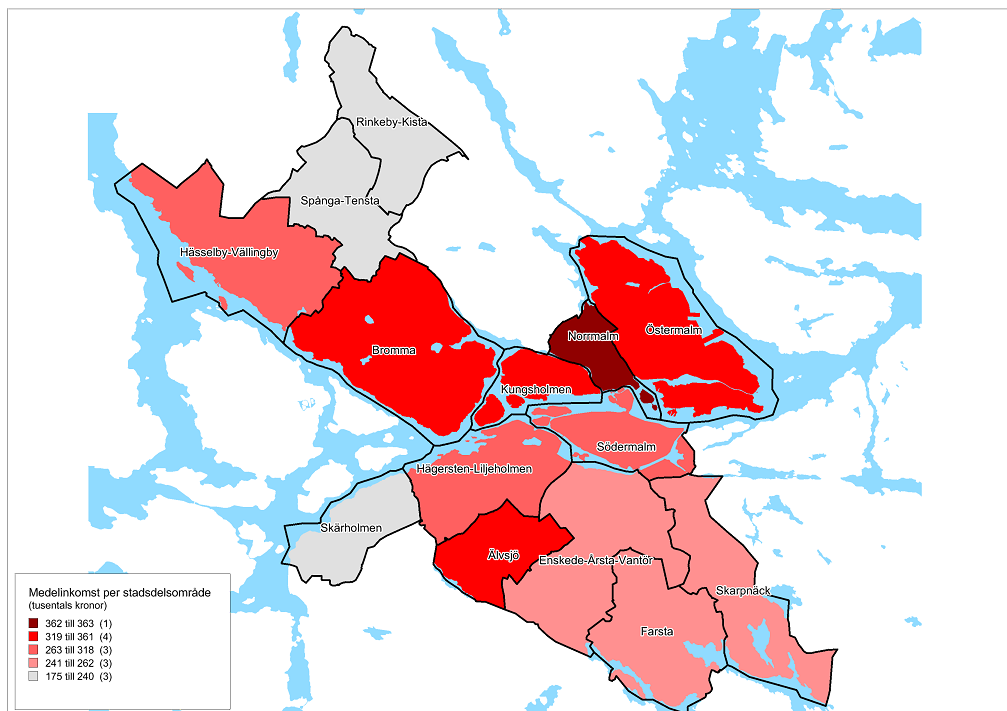 Rinkeby-Kista
Spånga-Tensta
Hässelby-Vällingby
Bromma
Norrmalm
Östermalm
Kungsholmen
Södermalm
Hägersten-Liljeholmen
Skärholmen
Älvsjö
Enskede-Årsta-Vantör
Skarpnäck
Farsta
Medelinkomst per stadsdelsområde
(tusentals kronor)
362 till 363 (1)
319 till 361 (4)
263 till 318 (3)
241 till 262 (3)
175 till 240 (3)